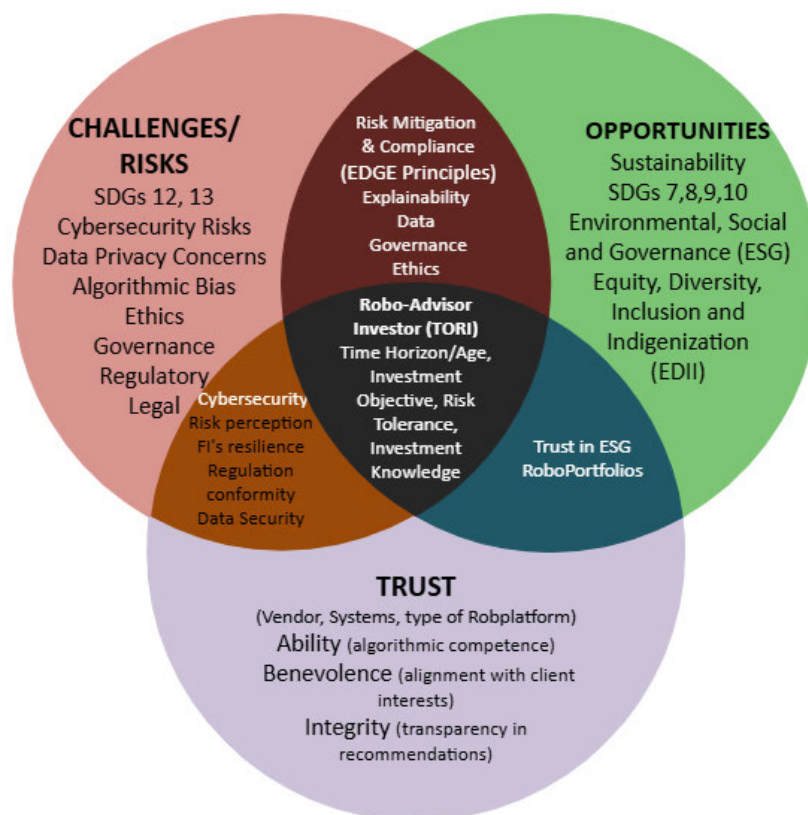 CHALLENGES/
RISKS
SDGs 12, 13
Cybersecurity Risks
Data Privacy Concerns
Algorithmic Bias
Ethics
Governance
Regulatory
Legal
Risk Mitigation
& Compliance
(EDGE Principles)
Explainability
Data
Governance
Ethics
OPPORTUNITIES
Sustainability
SDGs 7,8,9,10
Environmental, Social
and Governance (ESG)
Equity, Diversity,
Inclusion and
Indigenization
(EDII)
Robo-Advisor
Investor (TORI)
Time Horizon/Age,
Investment
Objective, Risk
Tolerance,
Investment
Knowledge
Cybersecurity
Risk perception
FI's resilience
Regulation
conformity
Data Security
Trust in ESG
RoboPortfolios
TRUST
(Vendor, Systems, type of Robplatform)
Ability (algorithmic competence)
Benevolence (alignment with client
interests)
Integrity (transparency in
recommendations)